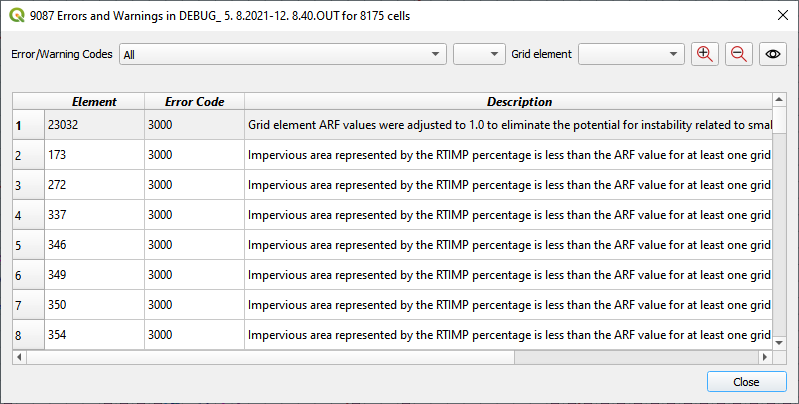 9087 Errors and Warnings in DEBUG_ 5. 8.2021-12. 8.40.OUT for 8175 cells
Error/Warning Codes All Grid element
Element Error Code Description
1 23032 3000 Grid element ARF values were adjusted to 1.0 to eliminate the potential for instability related to smal
2 173 3000 Impervious area represented by the RTIMP percentage is less than the ARF value for at least one grid
3 272 3000 Impervious area represented by the RTIMP percentage is less than the ARF value for at least one grid
4 337 3000 Impervious area represented by the RTIMP percentage is less than the ARF value for at least one grid
5 346 3000 Impervious area represented by the RTIMP percentage is less than the ARF value for at least one grid
6 349 3000 Impervious area represented by the RTIMP percentage is less than the ARF value for at least one grid
7 350 3000 Impervious area represented by the RTIMP percentage is less than the ARF value for at least one grid
8 354 3000 Impervious area represented by the RTIMP percentage is less than the ARF value for at least one grid
Close